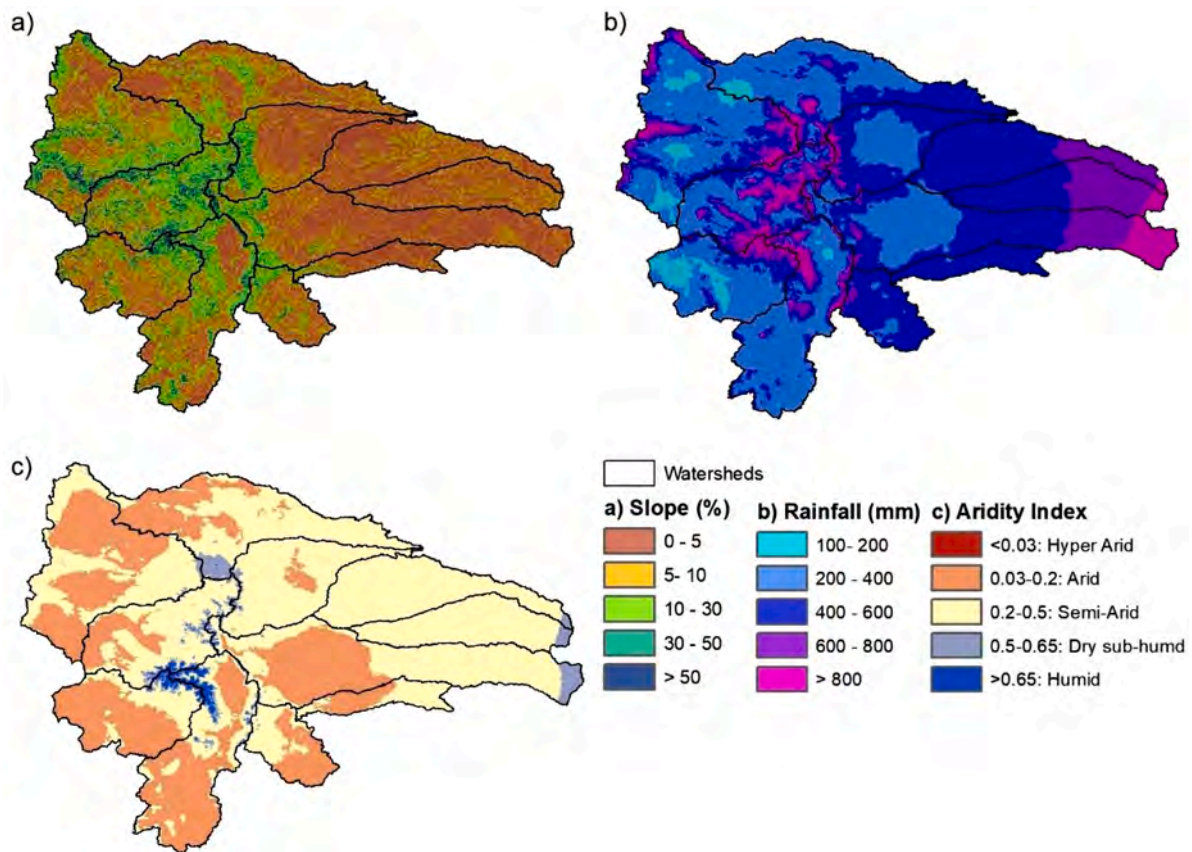 a)
b)
c)
Watersheds
a) Slope (%)
0 - 5
5- 10
10 - 30
30 - 50
> 50
b) Rainfall (mm)
100- 200
200 - 400
400 - 600
600 - 800
> 800
c) Aridity Index
<0.03: Hyper Arid
0.03-0.2: Arid
0.2-0.5: Semi-Arid
0.5-0.65: Dry sub-humd
>0.65: Humid